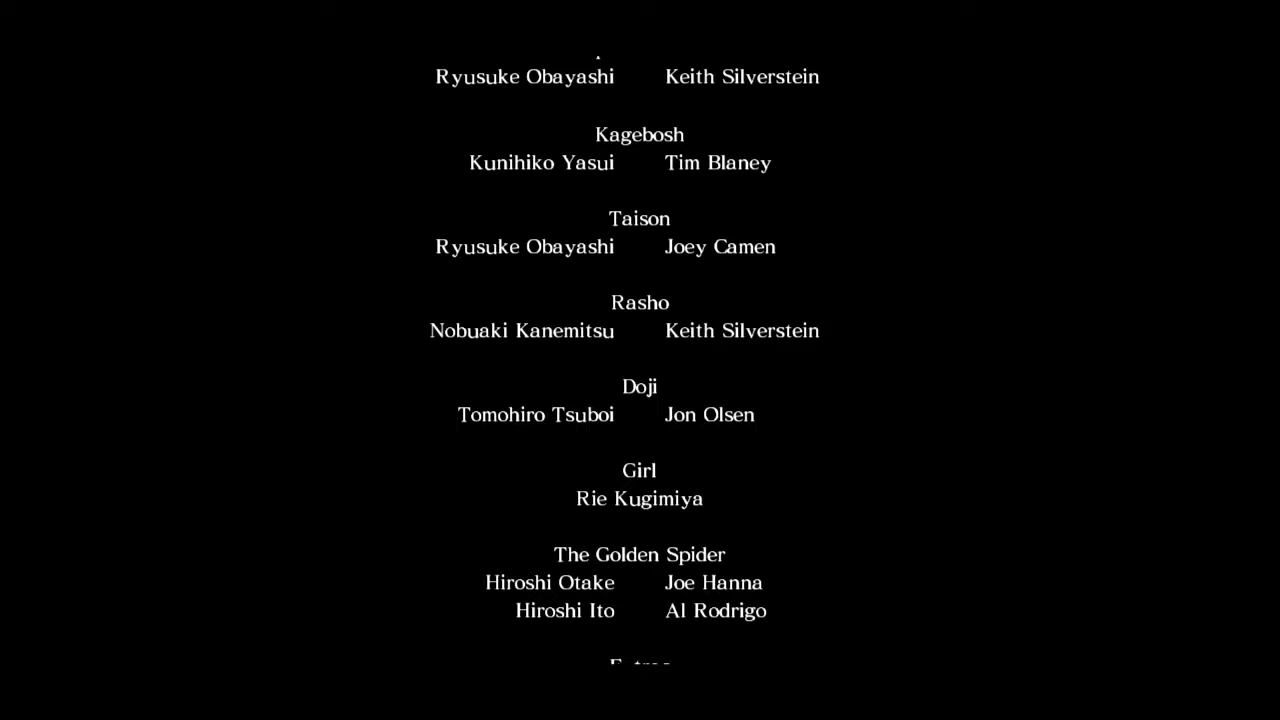 Ryusuke Obayashi Keith Silverstein
Kagebosh
Kunihiko Yasui Tim Blaney
Taison
Ryusuke Obayashi Joey Camen
Rasho
Nobuaki Kanemitsu Keith Silverstein
Doji
Tomohiro Tsuboi Jon Olsen
Girl
Rie Kugimiya
The Golden Spider
Hiroshi Otake Joe Hanna
Hiroshi Ito Al Rodrigo